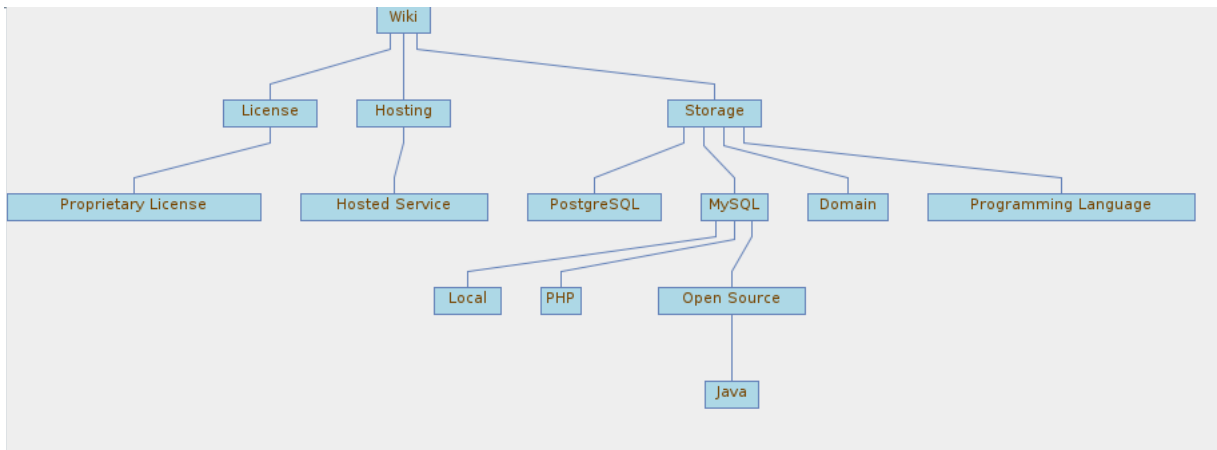 Wiki
License
Hosting
Storage
Proprietary License
Hosted Service
PostgreSQL
MySQL
Domain
Programming Language
Local
PHP
Open Source
Java